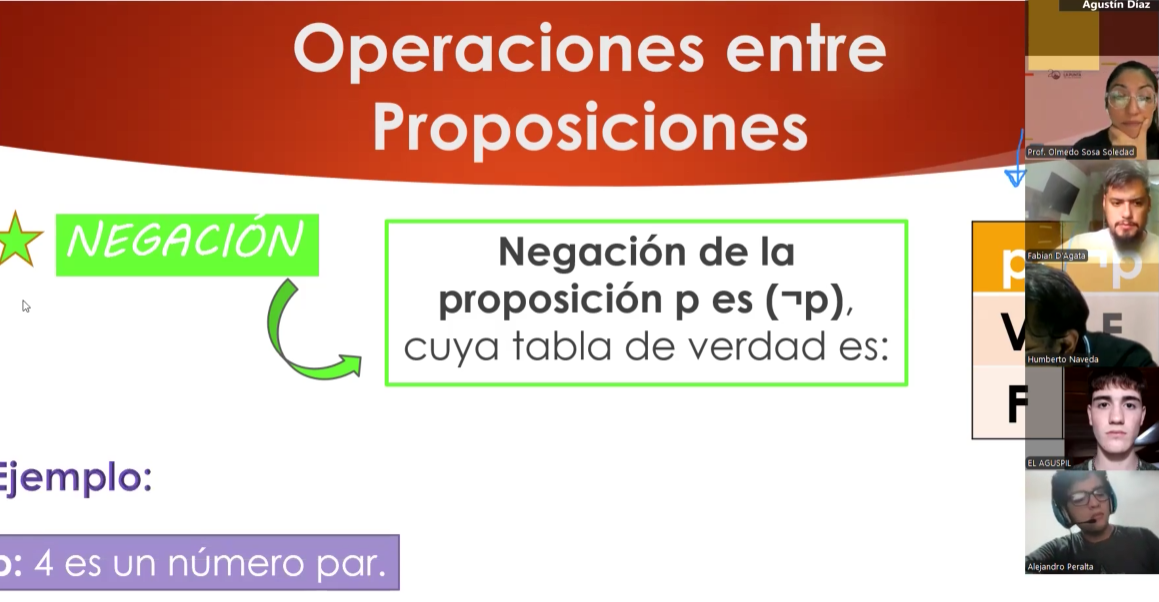 Operaciones entre
Proposiciones
NEGACIÓN
Negación de la
proposición p es (¬p),
cuya tabla de verdad es:
p ¬p
V F
F
Ejemplo:
p: 4 es un número par.
Agustín Díaz
Prof. Olmedo Sosa Soledad
Fabian D'Agata
Humberto Naveda
EL AGUSPIL
Alejandro Peralta